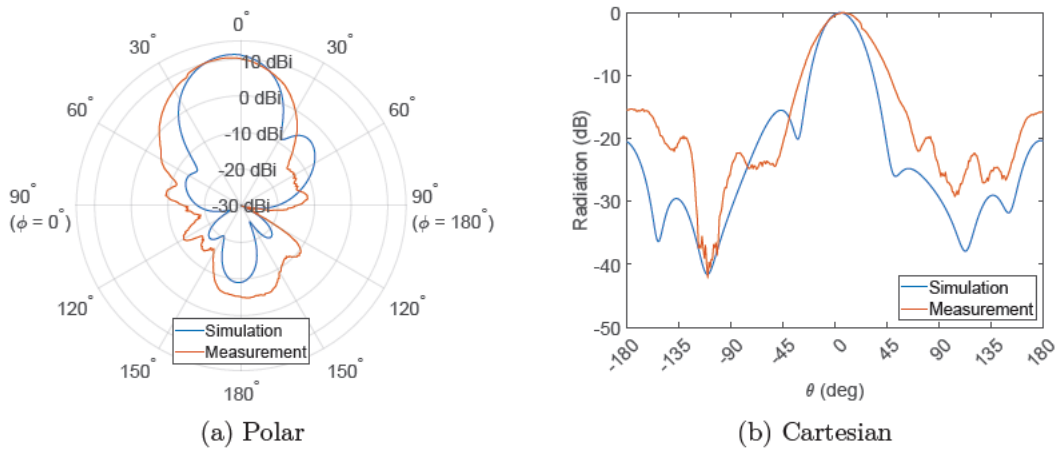 0°
30°
30°
60°
60°
90°
(ϕ = 0°)
90°
(ϕ = 180°)
120°
120°
150°
150°
180°
10 dBi
0 dBi
-10 dBi
-20 dBi
-30 dBi
Simulation
Measurement
(a) Polar
Radiation (dB)
0
-10
-20
-30
-40
-50
-180
-135
-90
-45
0
45
90
135
180
θ (deg)
Simulation
Measurement
(b) Cartesian